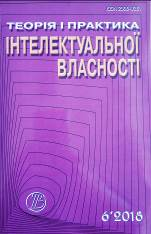 ТЕОРІЯ І ПРАКТИКА
ІНТЕЛЕКТУАЛЬНОЇ
ВЛАСНОСТІ
6'2018